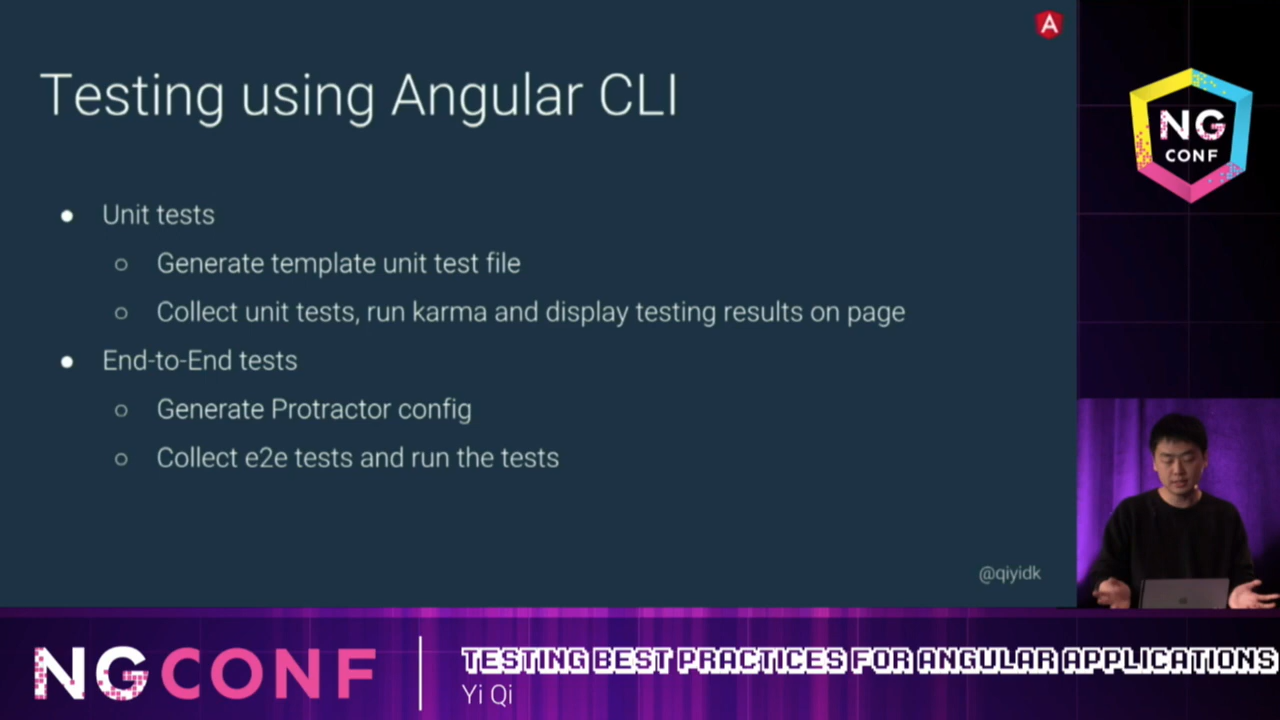 Testing using Angular CLI
Unit tests
Generate template unit test file
Collect unit tests, run karma and display testing results on page
End-to-End tests
Generate Protractor config
Collect e2e tests and run the tests
@qiyidk
A
NG
CONF
NGCONF
TESTING BEST PRACTICES FOR ANGULAR APPLICATIONS
Yi Qi